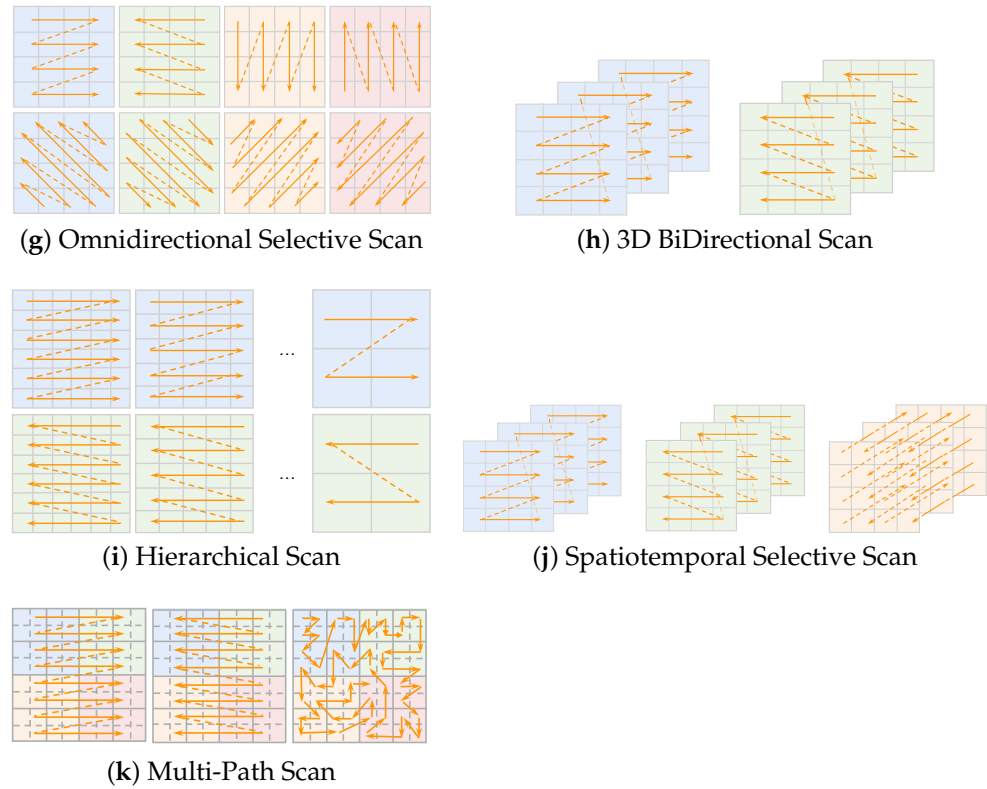 (g) Omnidirectional Selective Scan
(h) 3D BiDirectional Scan
...
...
(i) Hierarchical Scan
(j) Spatiotemporal Selective Scan
(k) Multi-Path Scan